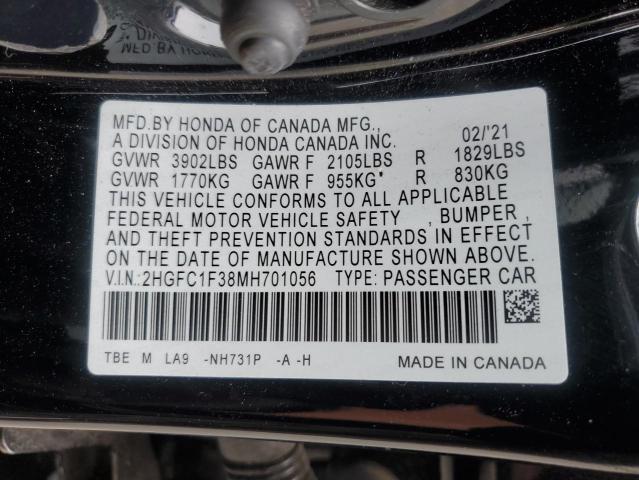 MFD.BY HONDA OF CANADA MFG.,
A DIVISION OF HONDA CANADA INC. 02/'21
GVWR 3902LBS GAWR F 2105LBS R 1829LBS
GVWR 1770KG GAWR F 955KG R 830KG
THIS VEHICLE CONFORMS TO ALL APPLICABLE
FEDERAL MOTOR VEHICLE SAFETY , BUMPER ,
AND THEFT PREVENTION STANDARDS IN EFFECT
ON THE DATE OF MANUFACTURE SHOWN ABOVE.
V.I.N.:2HGFC1F38MH701056 TYPE: PASSENGER CAR
TBE M LA9 -NH731P -A -H MADE IN CANADA